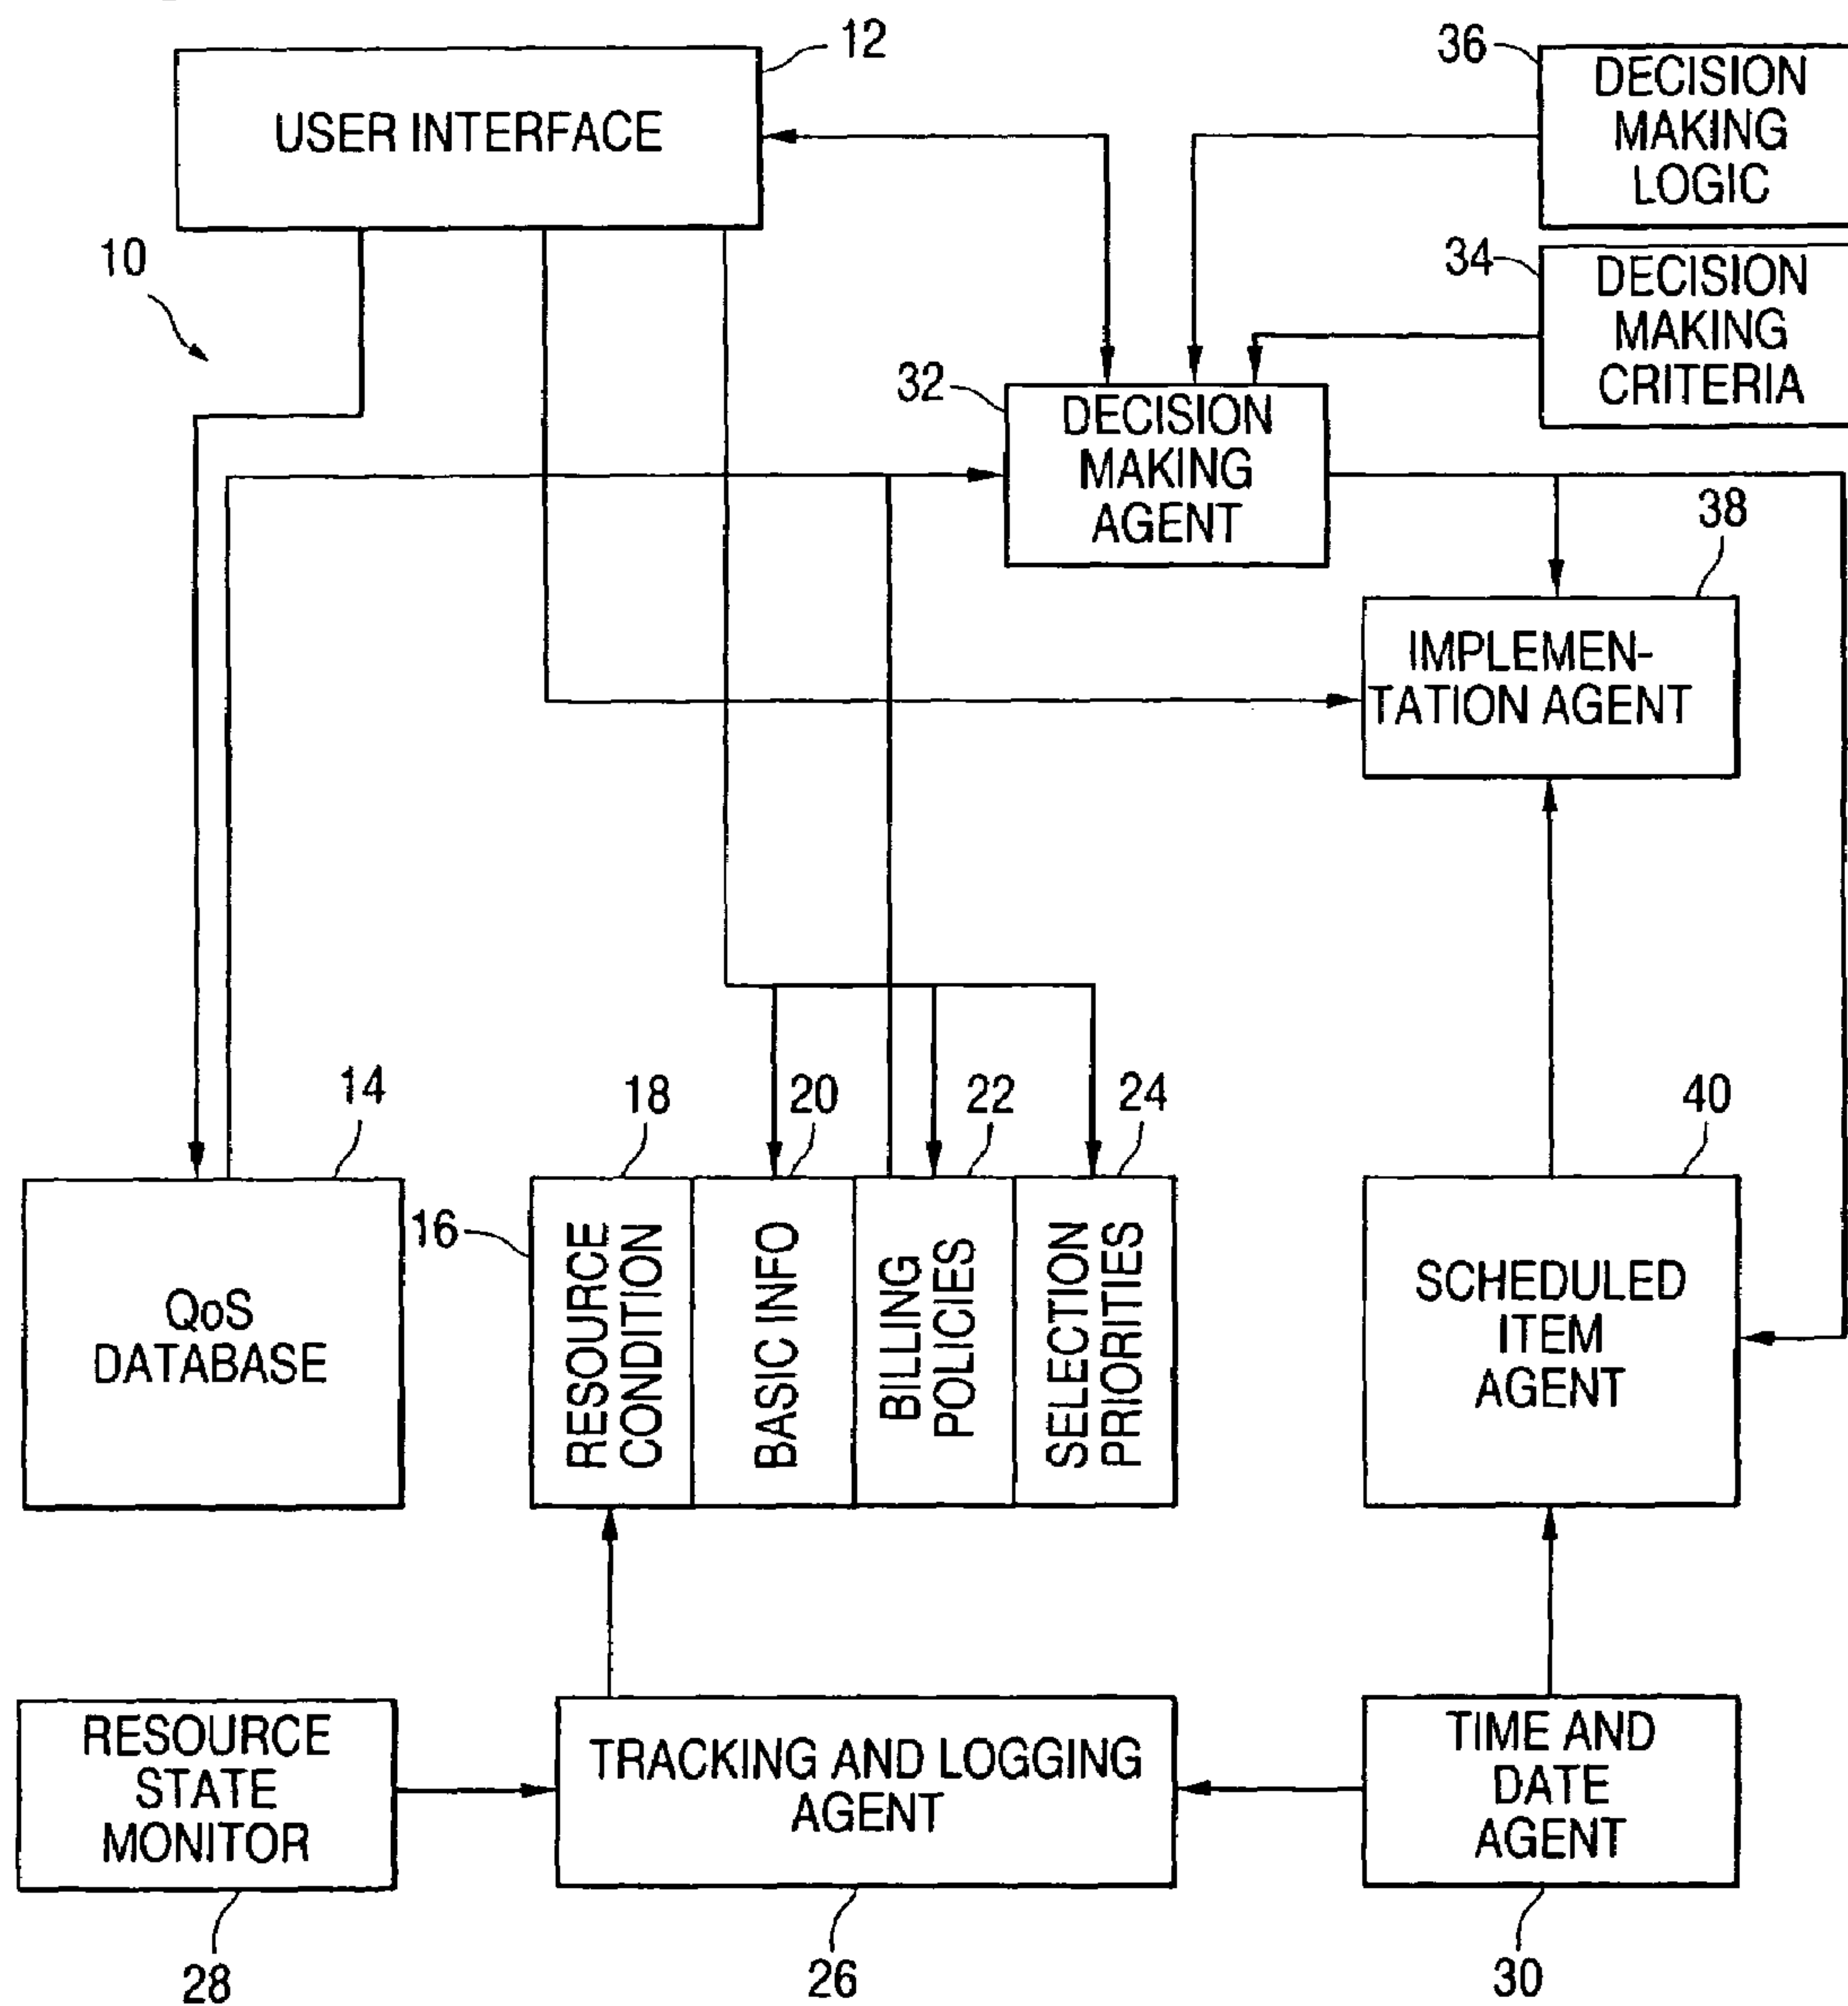 12
USER INTERFACE
36
DECISION
MAKING
LOGIC
10
34
DECISION
MAKING
CRITERIA
32
DECISION
MAKING
AGENT
38
IMPLEMEN-
TATION AGENT
14
QoS
DATABASE
16
18
RESOURCE
CONDITION
20
BASIC INFO
22
BILLING
POLICIES
24
SELECTION
PRIORITIES
40
SCHEDULED
ITEM
AGENT
RESOURCE
STATE
MONITOR
28
TRACKING AND LOGGING
AGENT
26
TIME AND
DATE
AGENT
30